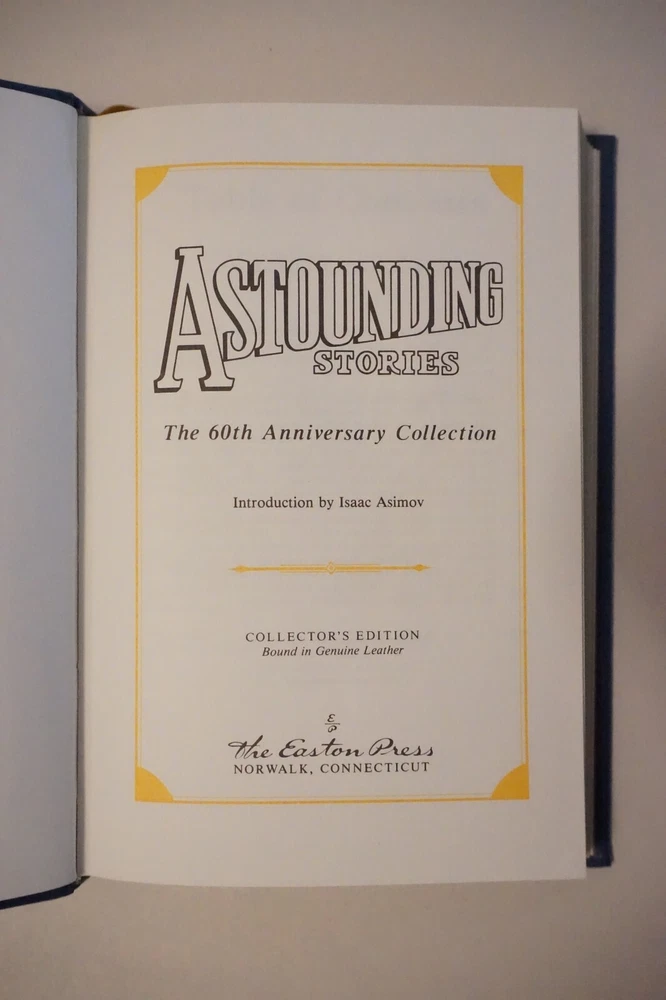 ASTOUNDING
STORIES
The 60th Anniversary Collection
Introduction by Isaac Asimov
COLLECTOR'S EDITION
Bound in Genuine Leather
E
P
The Easton Press
NORWALK, CONNECTICUT